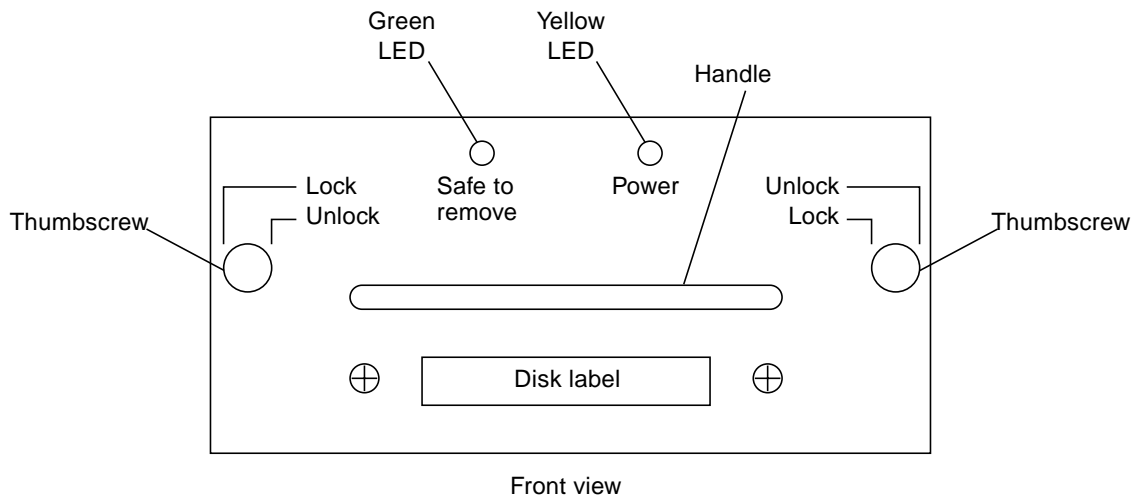 Green
LED
Yellow
LED
Handle
Lock
Unlock
Safe to
remove
Power
Unlock
Lock
Thumbscrew
Thumbscrew
Disk label
Front view